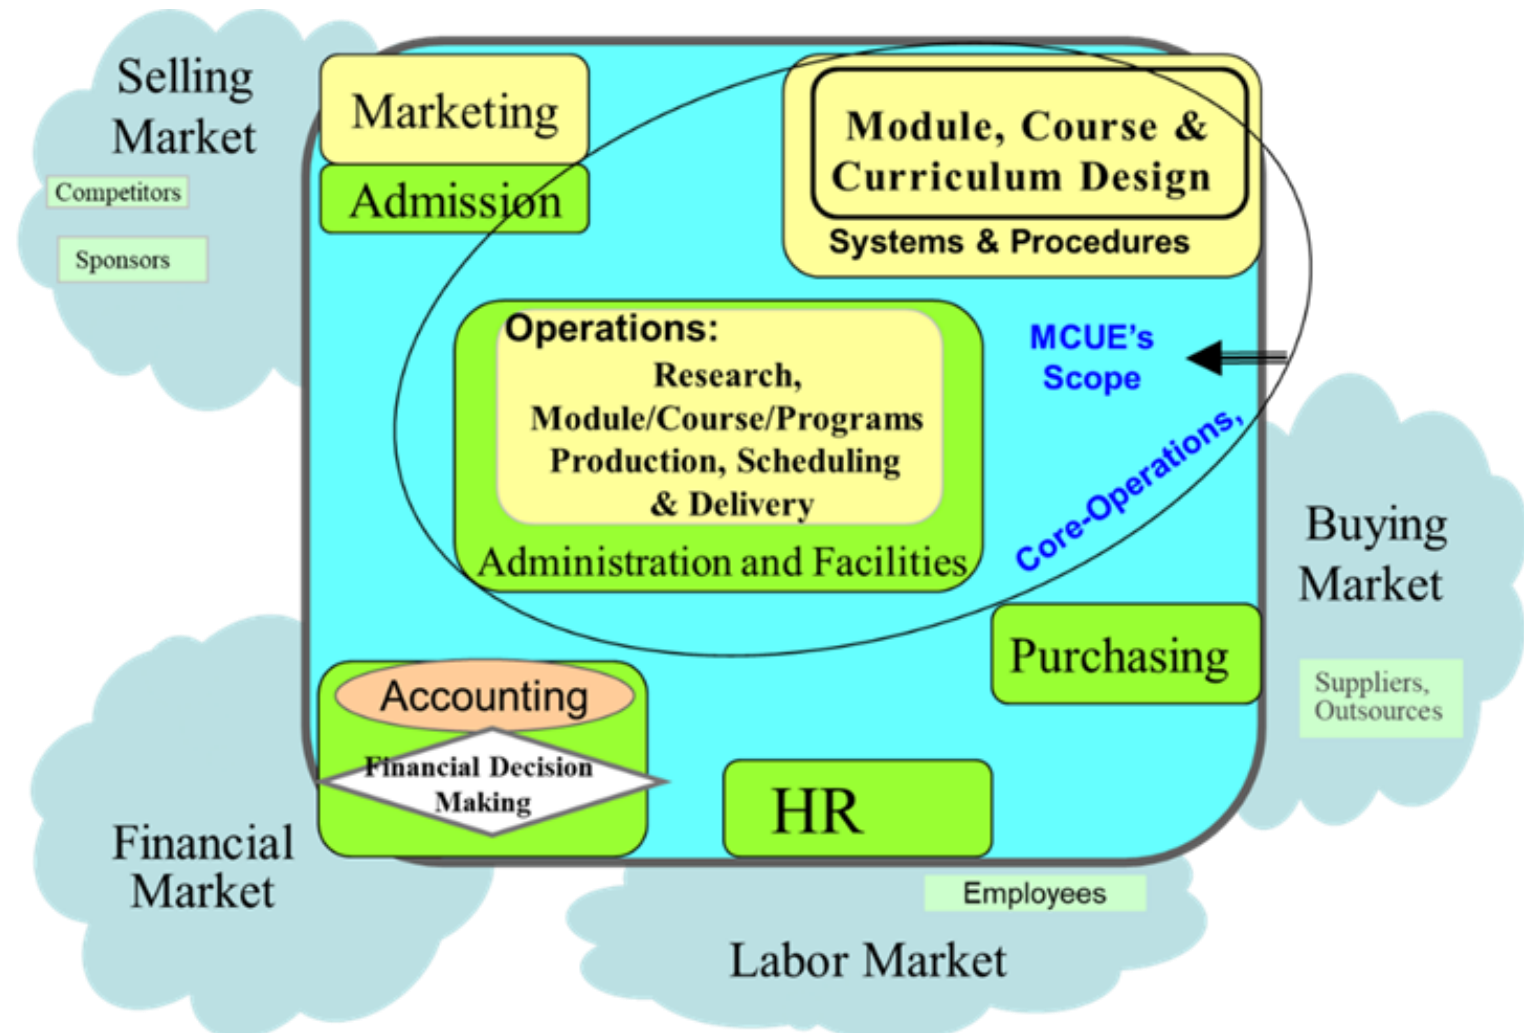 Selling
Market
Competitors
Sponsors
Marketing
Admission
Module, Course &
Curriculum Design
Systems & Procedures
Operations:
Research,
Module/Course/Programs
Production, Scheduling
& Delivery
Administration and Facilities
MCUE's
Scope
Core-Operations,
Buying
Market
Suppliers,
Outsources
Purchasing
Accounting
Financial Decision
Making
HR
Financial
Market
Employees
Labor Market